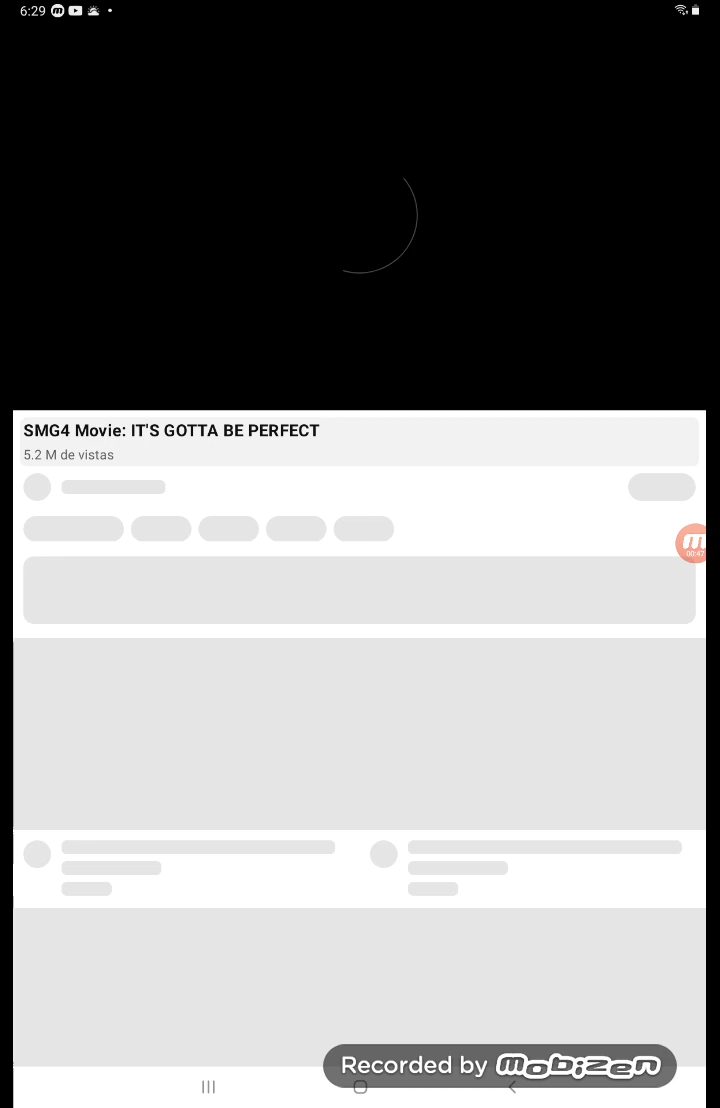 6:29
SMG4 Movie: IT'S GOTTA BE PERFECT
5.2 M de vistas
00:47
Recorded by mobizen